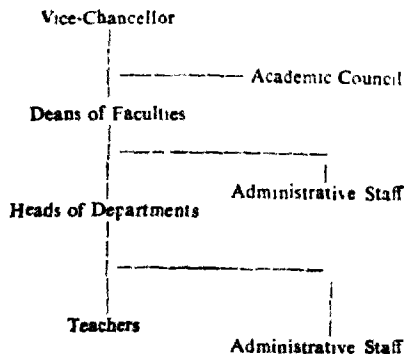 Vice-Chancellor
Academic Council
Deans of Faculties
Administrative Staff
Heads of Departments
Teachers
Administrative Staff